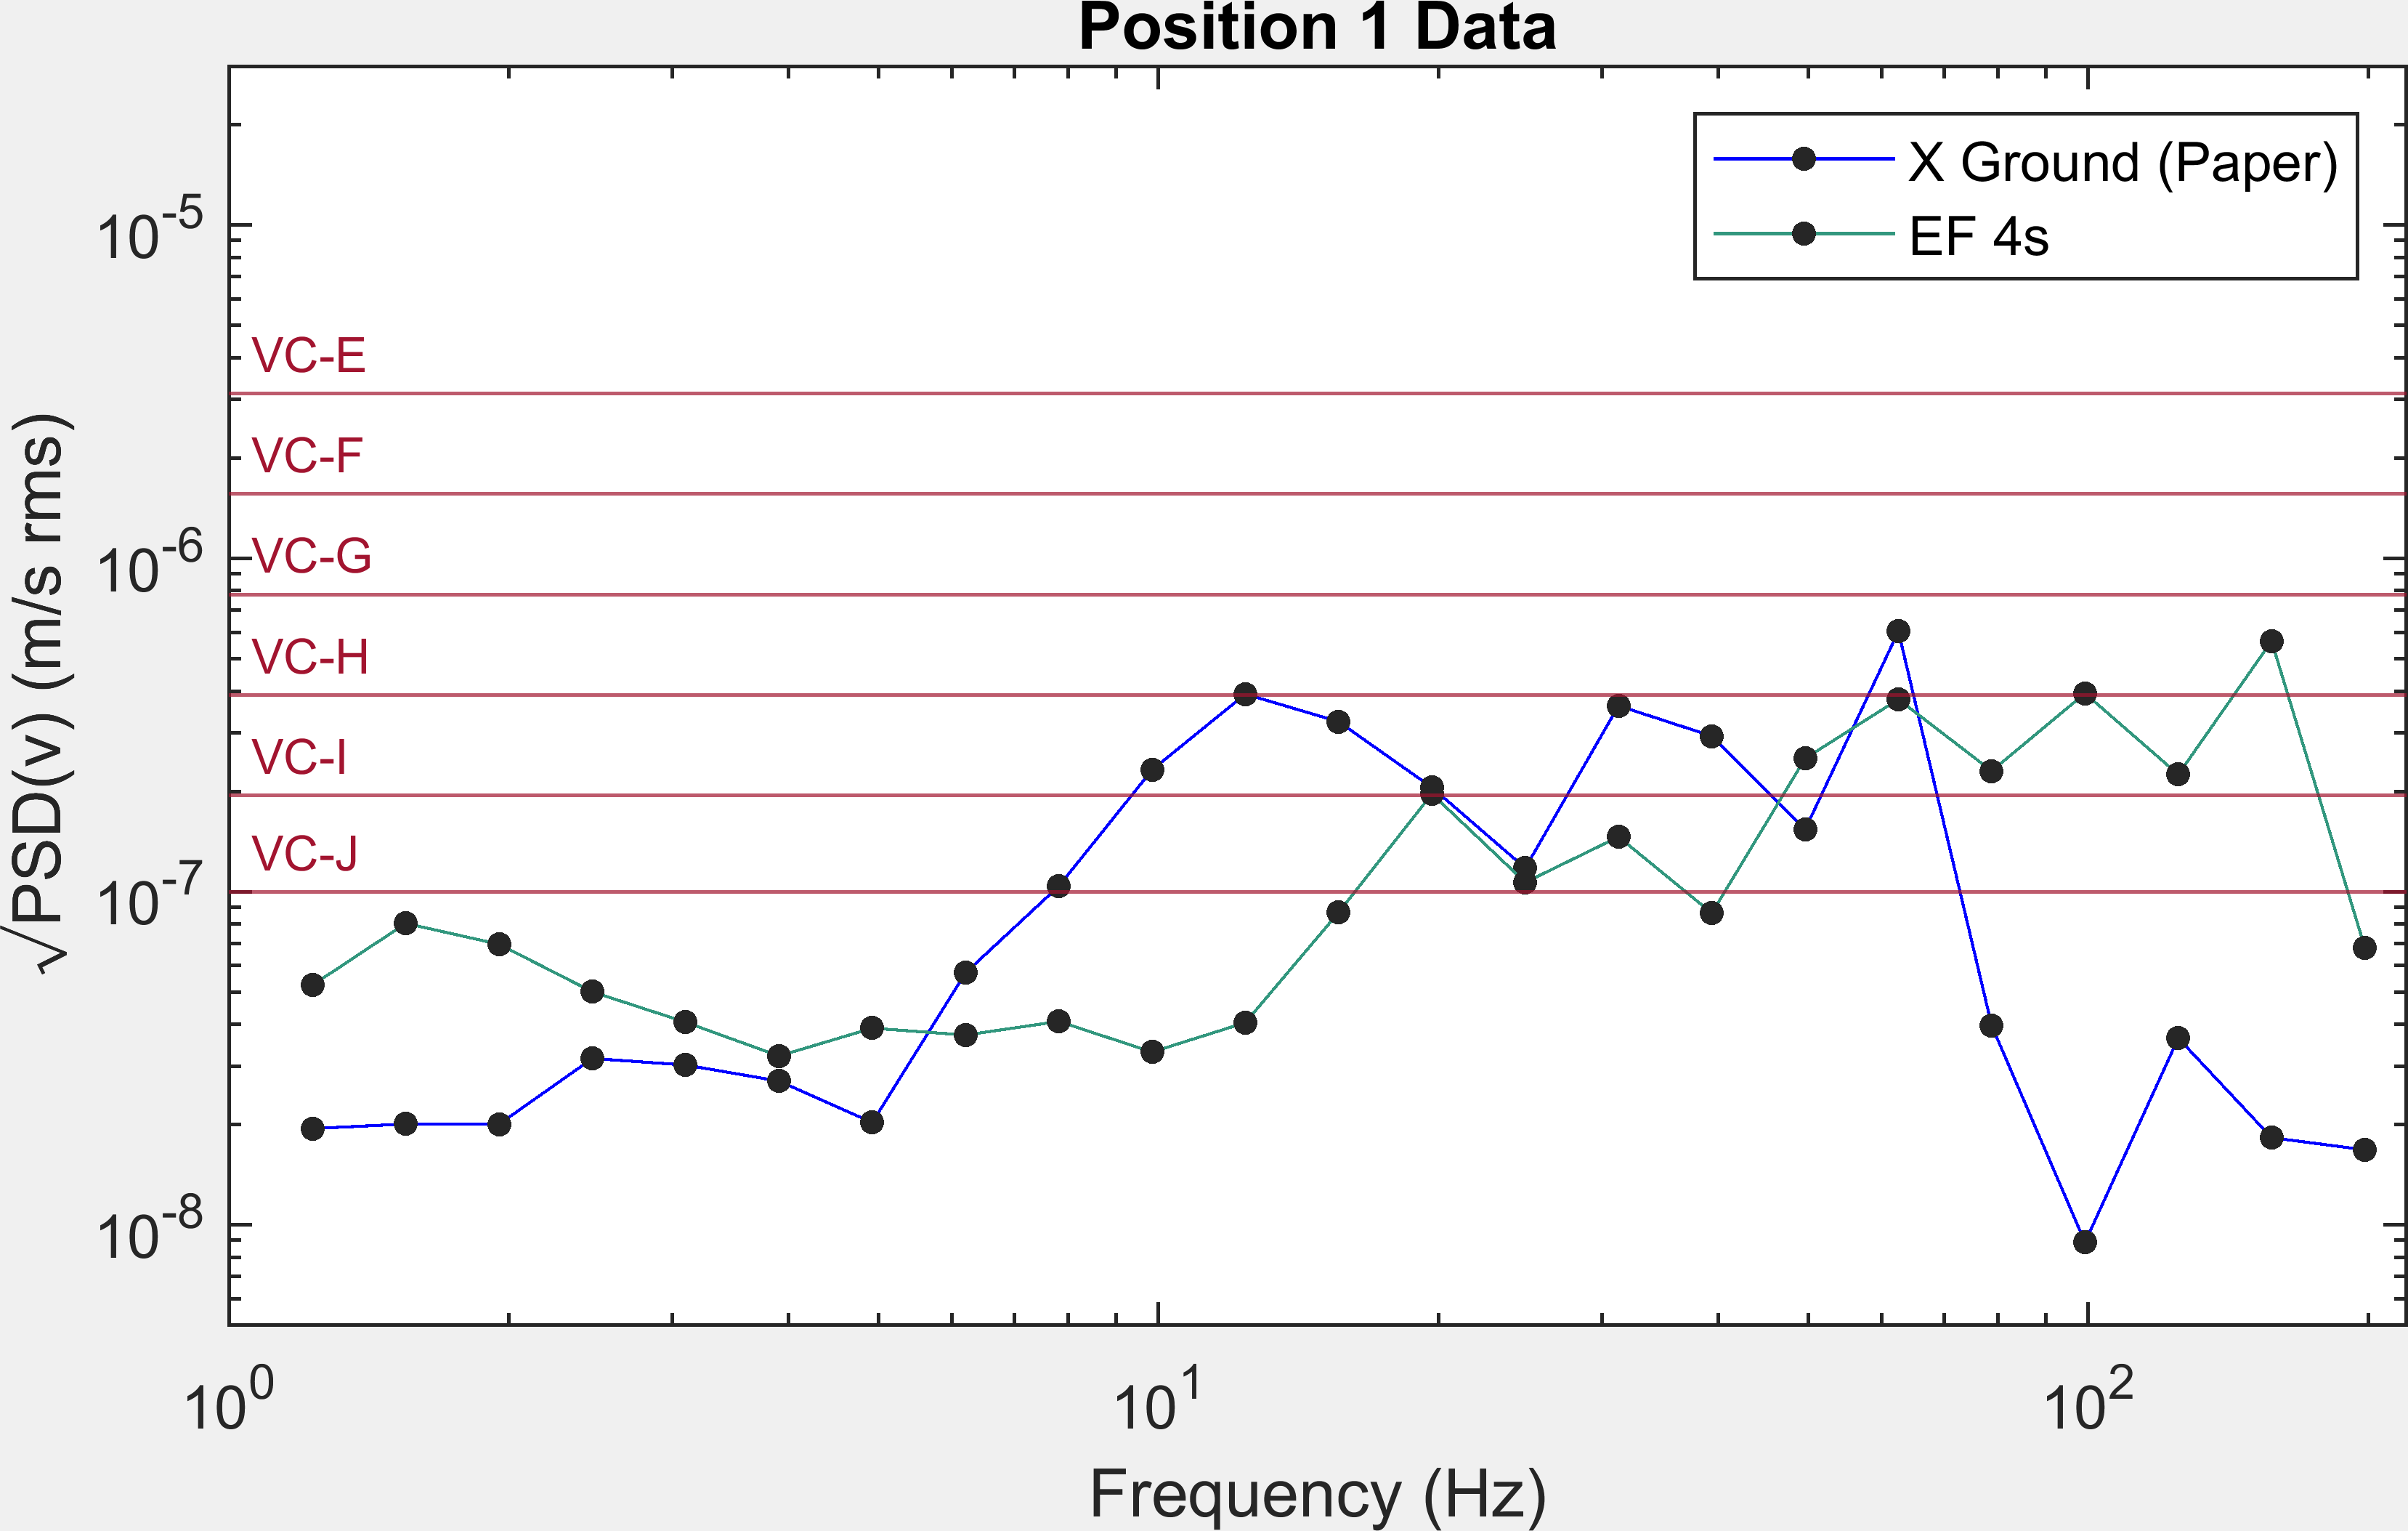 Position 1 Data
X Ground (Paper)
EF 4s
10^-5
VC-E
VC-F
10^-6
VC-G
VC-H
VC-I
VC-J
10^-7
10^-8
√PSD(v) (m/s rms)
10^0
10^1
10^2
Frequency (Hz)